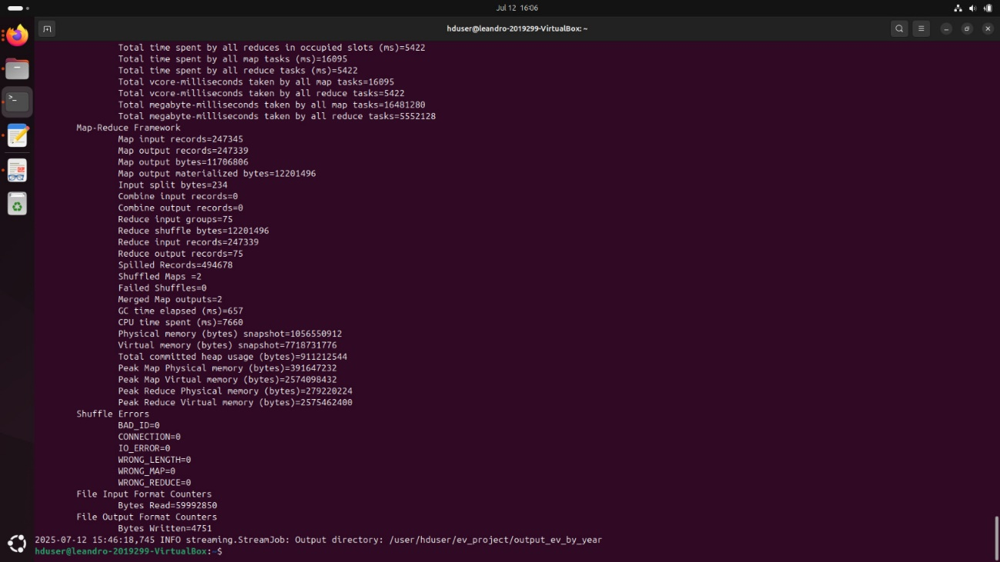 Jul 12 16:06
hduser@leandro-2019299-VirtualBox: ~
Total time spent by all reduces in occupied slots (ms)=5422
Total time spent by all map tasks (ms)=16095
Total time spent by all reduce tasks (ms)=5422
Total vcore-milliseconds taken by all map tasks=16095
Total vcore-milliseconds taken by all reduce tasks=5422
Total megabyte-milliseconds taken by all map tasks=16481280
Total megabyte-milliseconds taken by all reduce tasks=5552128
Map-Reduce Framework
Map input records=247345
Map output records=247339
Map output bytes=11706806
Map output materialized bytes=12201496
Input split bytes=234
Combine input records=0
Combine output records=0
Reduce input groups=75
Reduce shuffle bytes=12201496
Reduce input records=247339
Reduce output records=75
Spilled Records=494678
Shuffled Maps =2
Failed Shuffles=0
Merged Map outputs=2
GC time elapsed (ms)=657
CPU time spent (ms)=7660
Physical memory (bytes) snapshot=1056550912
Virtual memory (bytes) snapshot=7718731776
Total committed heap usage (bytes)=911212544
Peak Map Physical memory (bytes)=391647232
Peak Map Virtual memory (bytes)=2574098432
Peak Reduce Physical memory (bytes)=279220224
Peak Reduce Virtual memory (bytes)=2575462400
Shuffle Errors
BAD_ID=0
CONNECTION=0
IO_ERROR=0
WRONG_LENGTH=0
WRONG_MAP=0
WRONG_REDUCE=0
File Input Format Counters
Bytes Read=59992850
File Output Format Counters
Bytes Written=4751
2025-07-12 15:46:18,745 INFO streaming.StreamJob: Output directory: /user/hduser/ev_project/output_ev_by_year
hduser@leandro-2019299-VirtualBox:~$